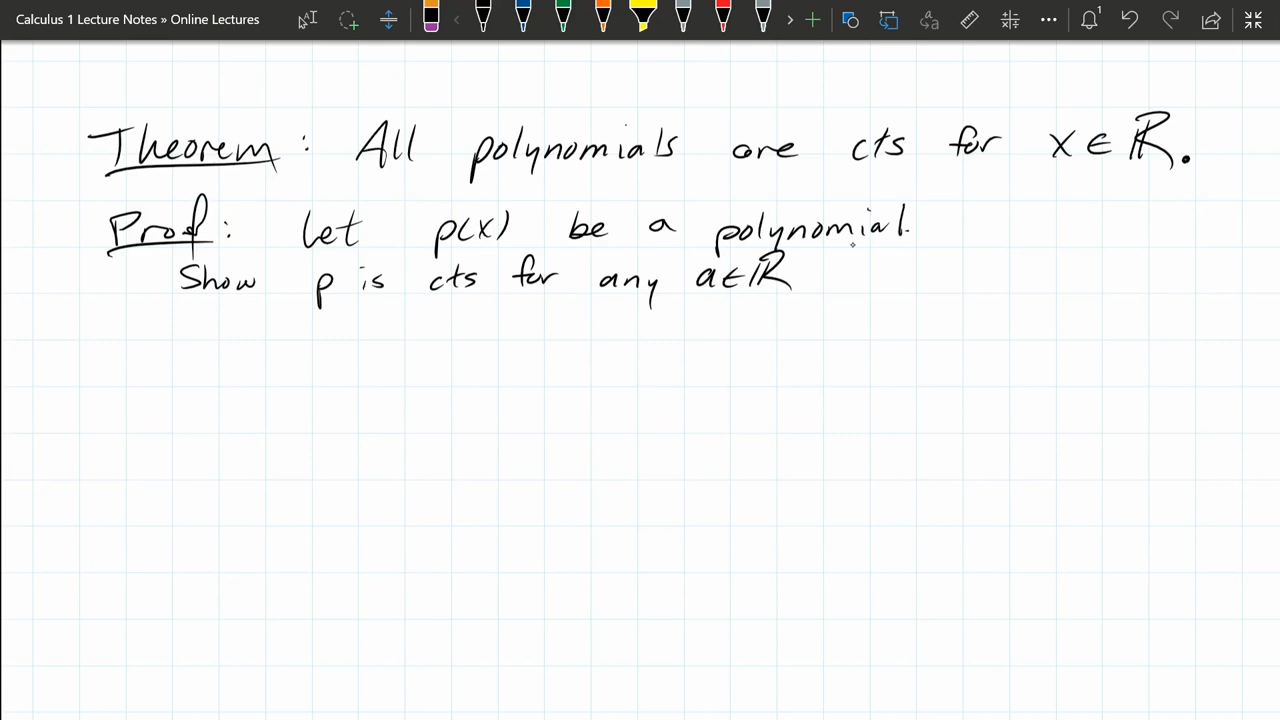 Calculus 1 Lecture Notes » Online Lectures
Theorem: All polynomials are cts for x ∈ ℝ.
Proof: Let p(x) be a polynomial.
Show p is cts for any a ∈ ℝ